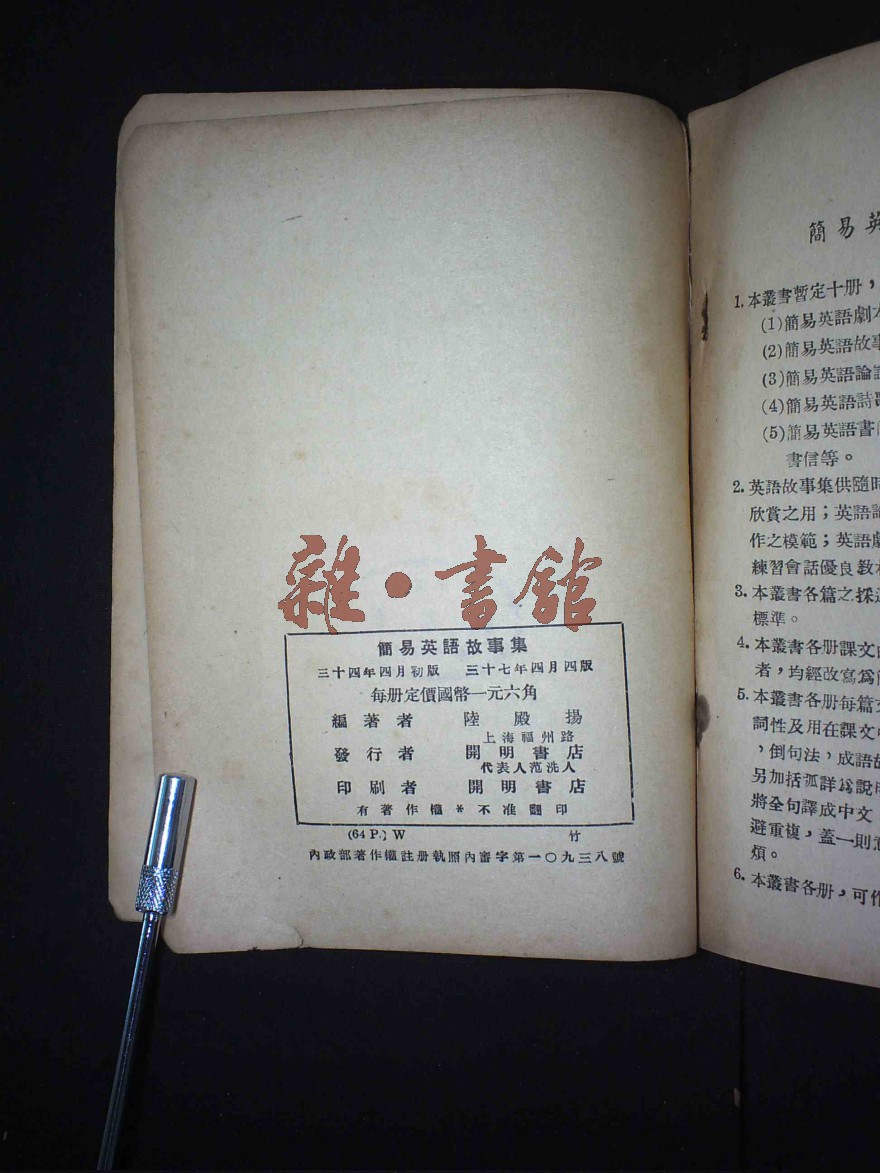 雜·書館
簡易英語故事集
三十四年四月初版 三十七年四月四版
每册定價國幣一元六角
編著者 陸殿揚
上海福州路
發行者 開明書店
代表人范洗人
印刷者 開明書店
有著作權*不准翻印
(64 P.) W 竹
內政部著作權註册執照內審字第一〇九三八號
簡易英
1. 本叢書暫定十册，
(1)簡易英語劇本
(2)簡易英語故事
(3)簡易英語論
(4)簡易英語詩
(5)簡易英語書
書信等。
2. 英語故事集供隨時
欣賞之用；英語論
作之模範；英語劇
練習會話優良教材
3. 本叢書各篇之採
標準。
4. 本叢書各册課文
者，均經改寫爲
5. 本叢書各册每篇
詞性及用在課文
，倒句法，成語
另加括弧詳爲說
將全句譯成中文
避重複，蓋一則
煩。
6. 本叢書各册，可作